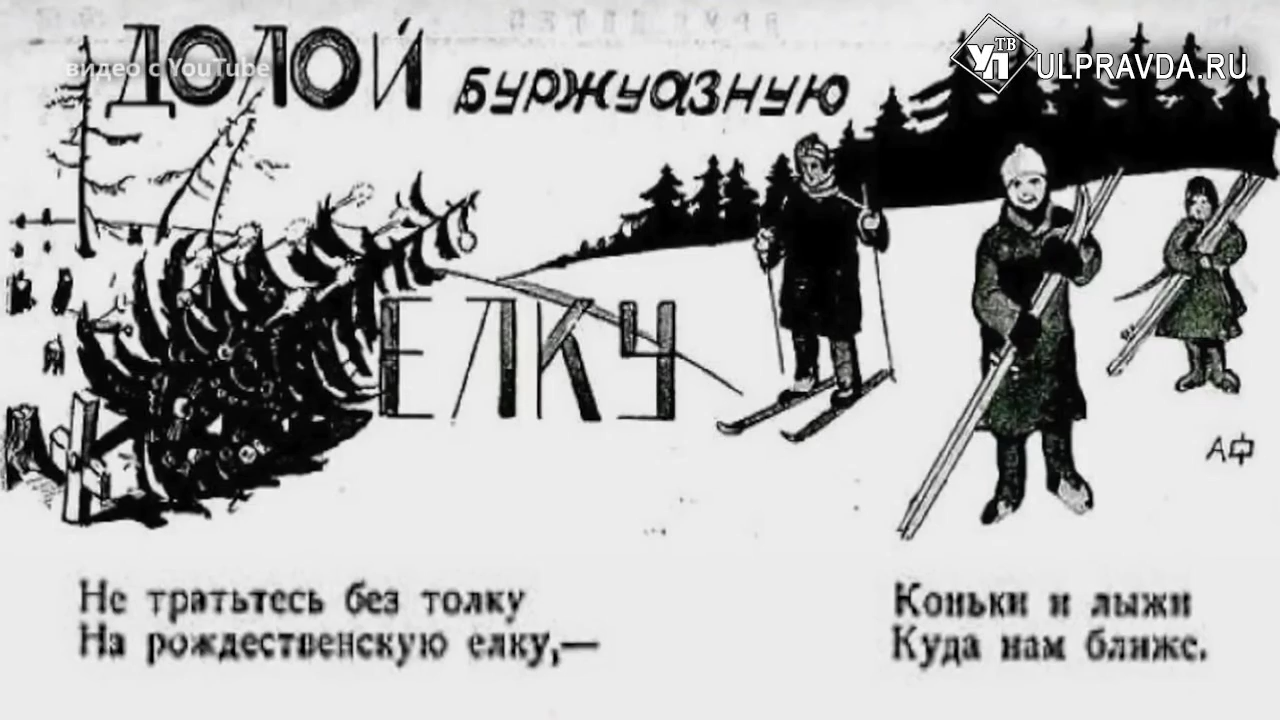 ДОЛОЙ
БУРЖУАЗНУЮ
видео с YouTube
УП ТВ
ULPRAVDA.RU
ЕЛКУ
АФ
Не тратьтесь без толку
На рождественскую елку,—
Коньки и лыжи
Куда нам ближе.